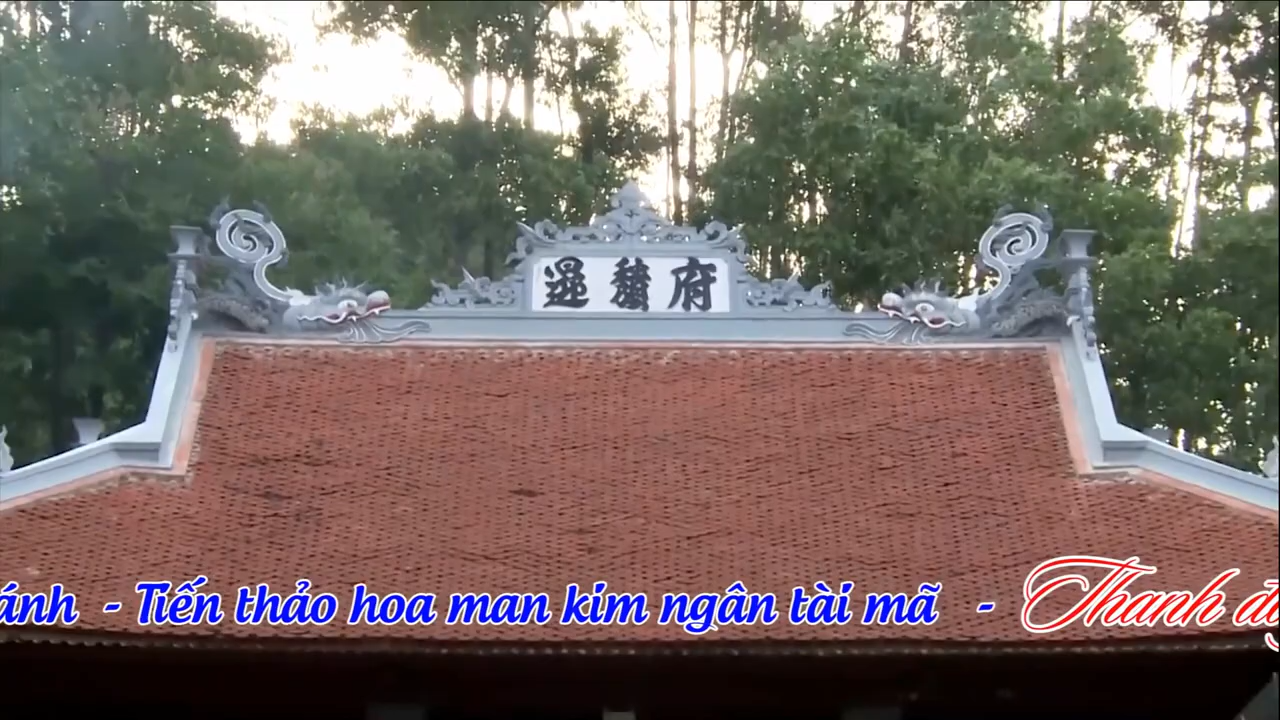 府
ánh - Tiến thảo hoa man kim ngân tài mã - Thanh